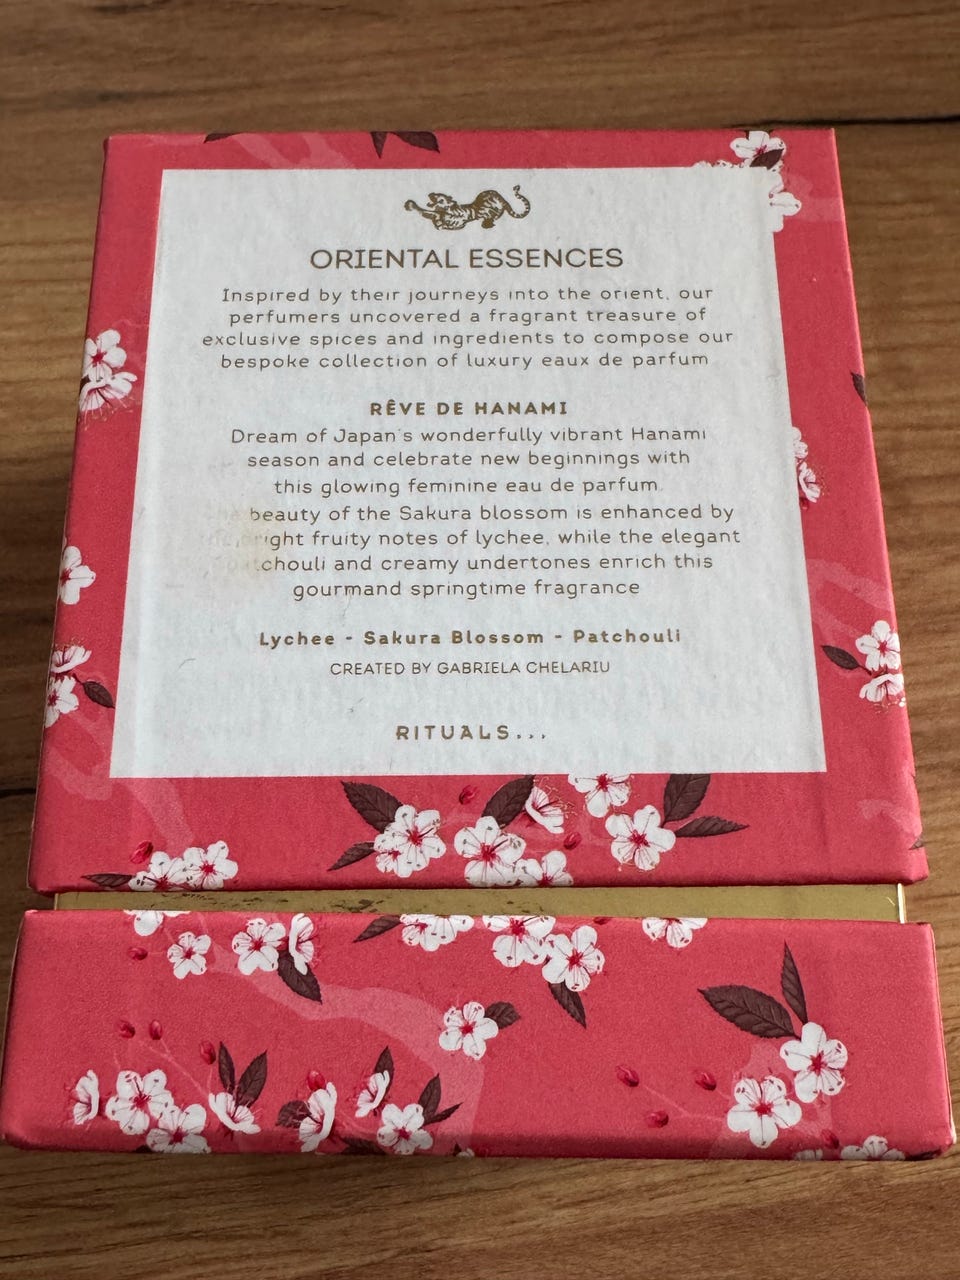 ORIENTAL ESSENCES
Inspired by their journeys into the orient, our
perfumers uncovered a fragrant treasure of
exclusive spices and ingredients to compose our
bespoke collection of luxury eaux de parfum
RÊVE DE HANAMI
Dream of Japan's wonderfully vibrant Hanami
season and celebrate new beginnings with
this glowing feminine eau de parfum.
beauty of the Sakura blossom is enhanced by
fruity notes of lychee, while the elegant
and creamy undertones enrich this
gourmand springtime fragrance
Lychee - Sakura Blossom - Patchouli
CREATED BY GABRIELA CHELARIU
RITUALS...